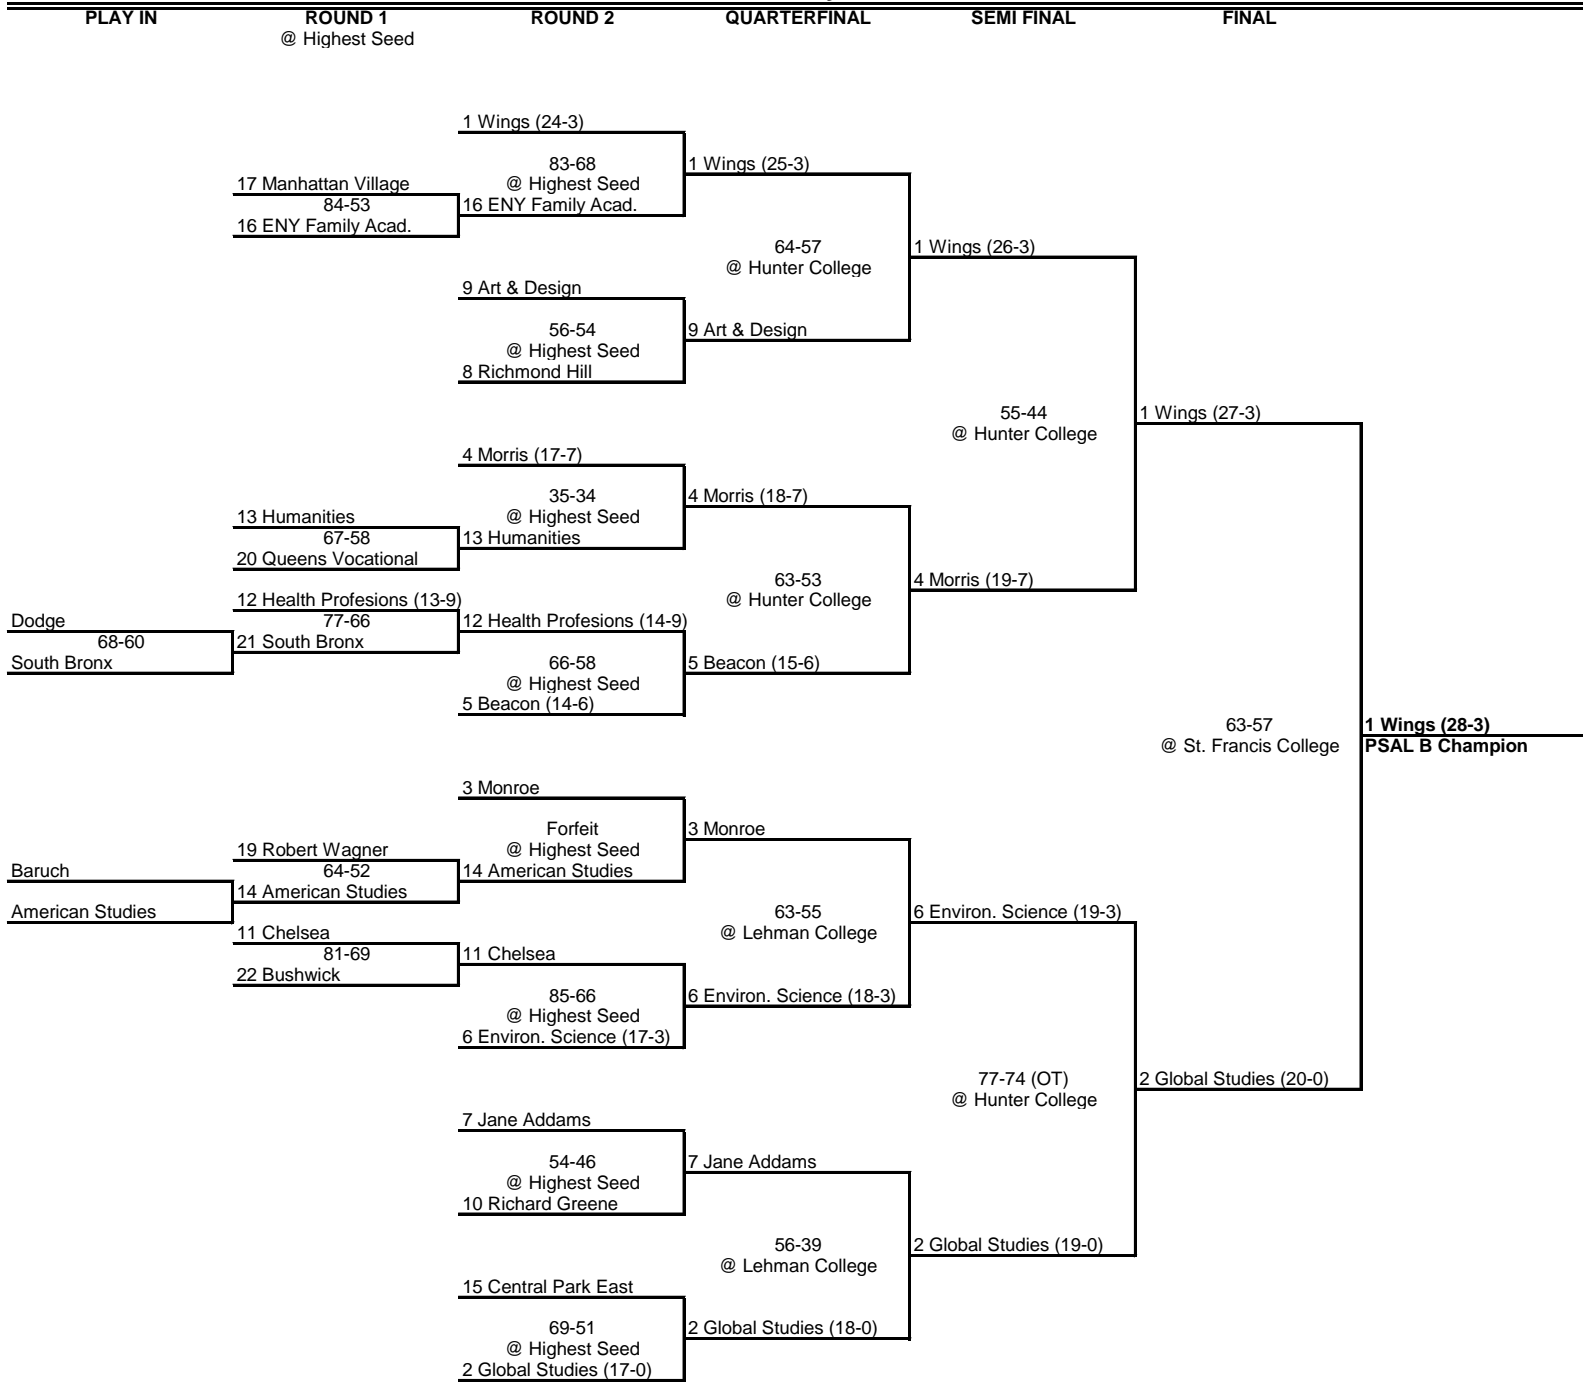 PLAY IN ROUND 1 ROUND 2 QUARTERFINAL SEMI FINAL FINAL
@ Highest Seed
1 Wings (24-3)
83-68 1 Wings (25-3)
17 Manhattan Village @ Highest Seed
84-53 16 ENY Family Acad.
16 ENY Family Acad.
64-57 1 Wings (26-3)
@ Hunter College
9 Art & Design
56-54 9 Art & Design
@ Highest Seed
8 Richmond Hill
55-44 1 Wings (27-3)
@ Hunter College
4 Morris (17-7)
35-34 4 Morris (18-7)
13 Humanities @ Highest Seed
67-58 13 Humanities
20 Queens Vocational
63-53 4 Morris (19-7)
12 Health Profesions (13-9) @ Hunter College
Dodge 77-66 12 Health Profesions (14-9)
68-60 21 South Bronx
South Bronx 66-58 5 Beacon (15-6)
@ Highest Seed
5 Beacon (14-6)
63-57 1 Wings (28-3)
@ St. Francis College PSAL B Champion
3 Monroe
Forfeit 3 Monroe
19 Robert Wagner @ Highest Seed
Baruch 64-52 14 American Studies
14 American Studies
American Studies 63-55 6 Environ. Science (19-3)
11 Chelsea @ Lehman College
81-69 11 Chelsea
22 Bushwick
85-66 6 Environ. Science (18-3)
@ Highest Seed
6 Environ. Science (17-3)
77-74 (OT) 2 Global Studies (20-0)
@ Hunter College
7 Jane Addams
54-46 7 Jane Addams
@ Highest Seed
10 Richard Greene
56-39 2 Global Studies (19-0)
@ Lehman College
15 Central Park East
69-51 2 Global Studies (18-0)
@ Highest Seed
2 Global Studies (17-0)